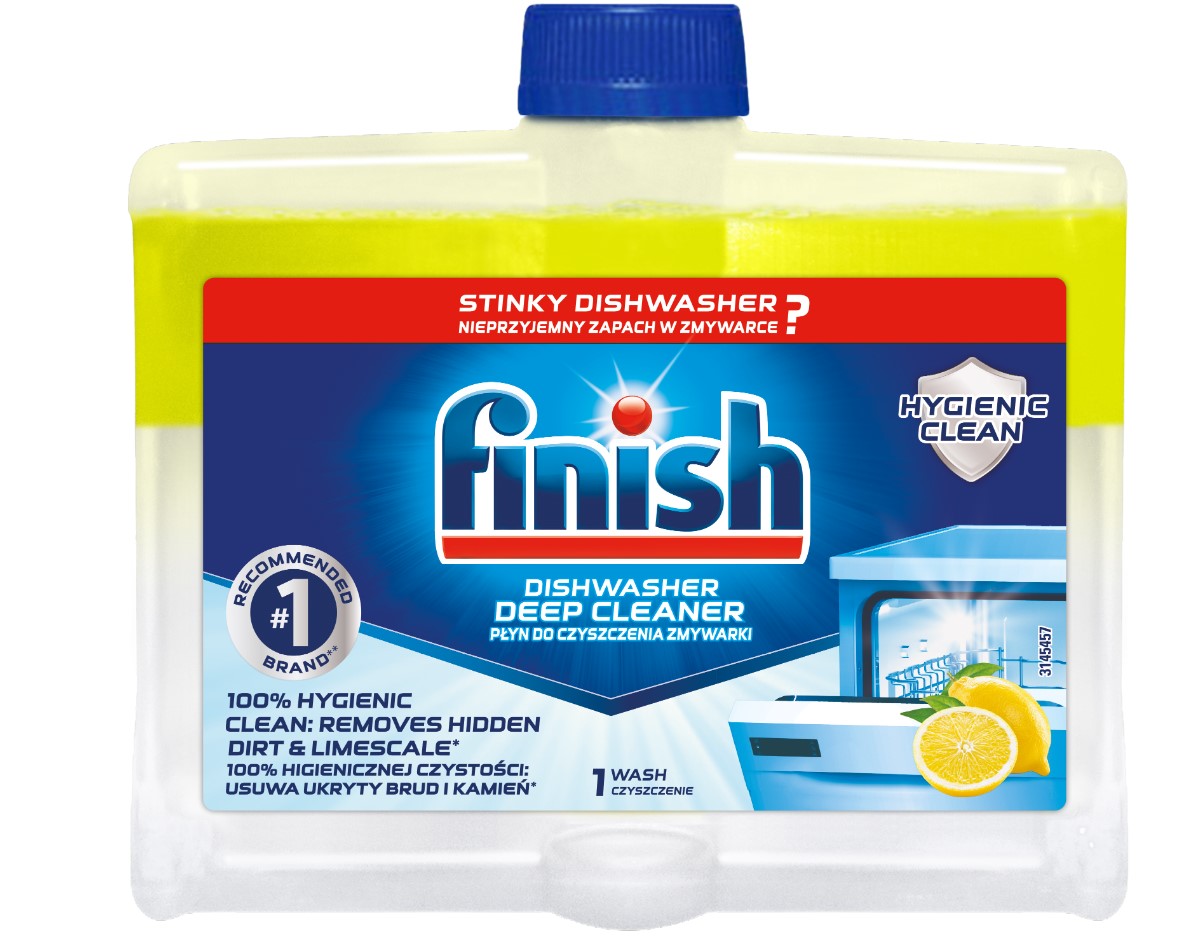 STINKY DISHWASHER
NIEPRZYJEMNY ZAPACH W ZMYWARCE ?
HYGIENIC
CLEAN
finish
DISHWASHER
DEEP CLEANER
PŁYN DO CZYSZCZENIA ZMYWARKI
RECOMMENDED
#1
BRAND**
3145457
100% HYGIENIC
CLEAN: REMOVES HIDDEN
DIRT & LIMESCALE*
100% HIGIENICZNEJ CZYSTOŚCI:
USUWA UKRYTY BRUD I KAMIEŃ*
1 WASH
CZYSZCZENIE